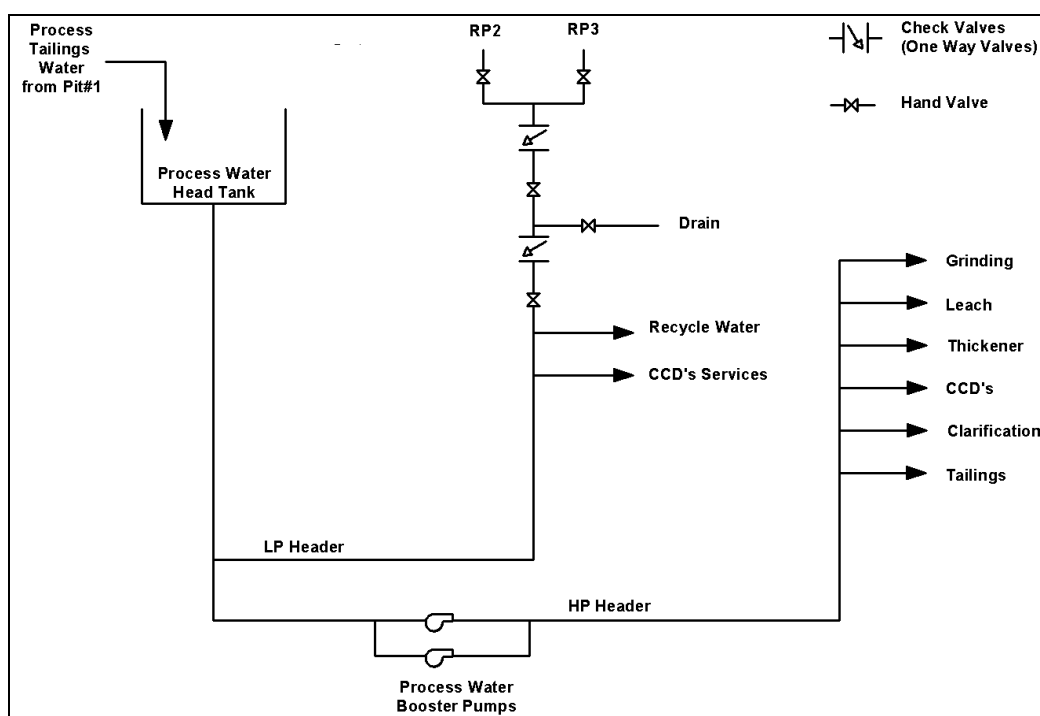 Process
Tailings
Water
from Pit#1
RP2
RP3
Check Valves
(One Way Valves)
Hand Valve
Process Water
Head Tank
Drain
Grinding
Leach
Recycle Water
Thickener
CCD's Services
CCD's
Clarification
Tailings
LP Header
HP Header
Process Water
Booster Pumps